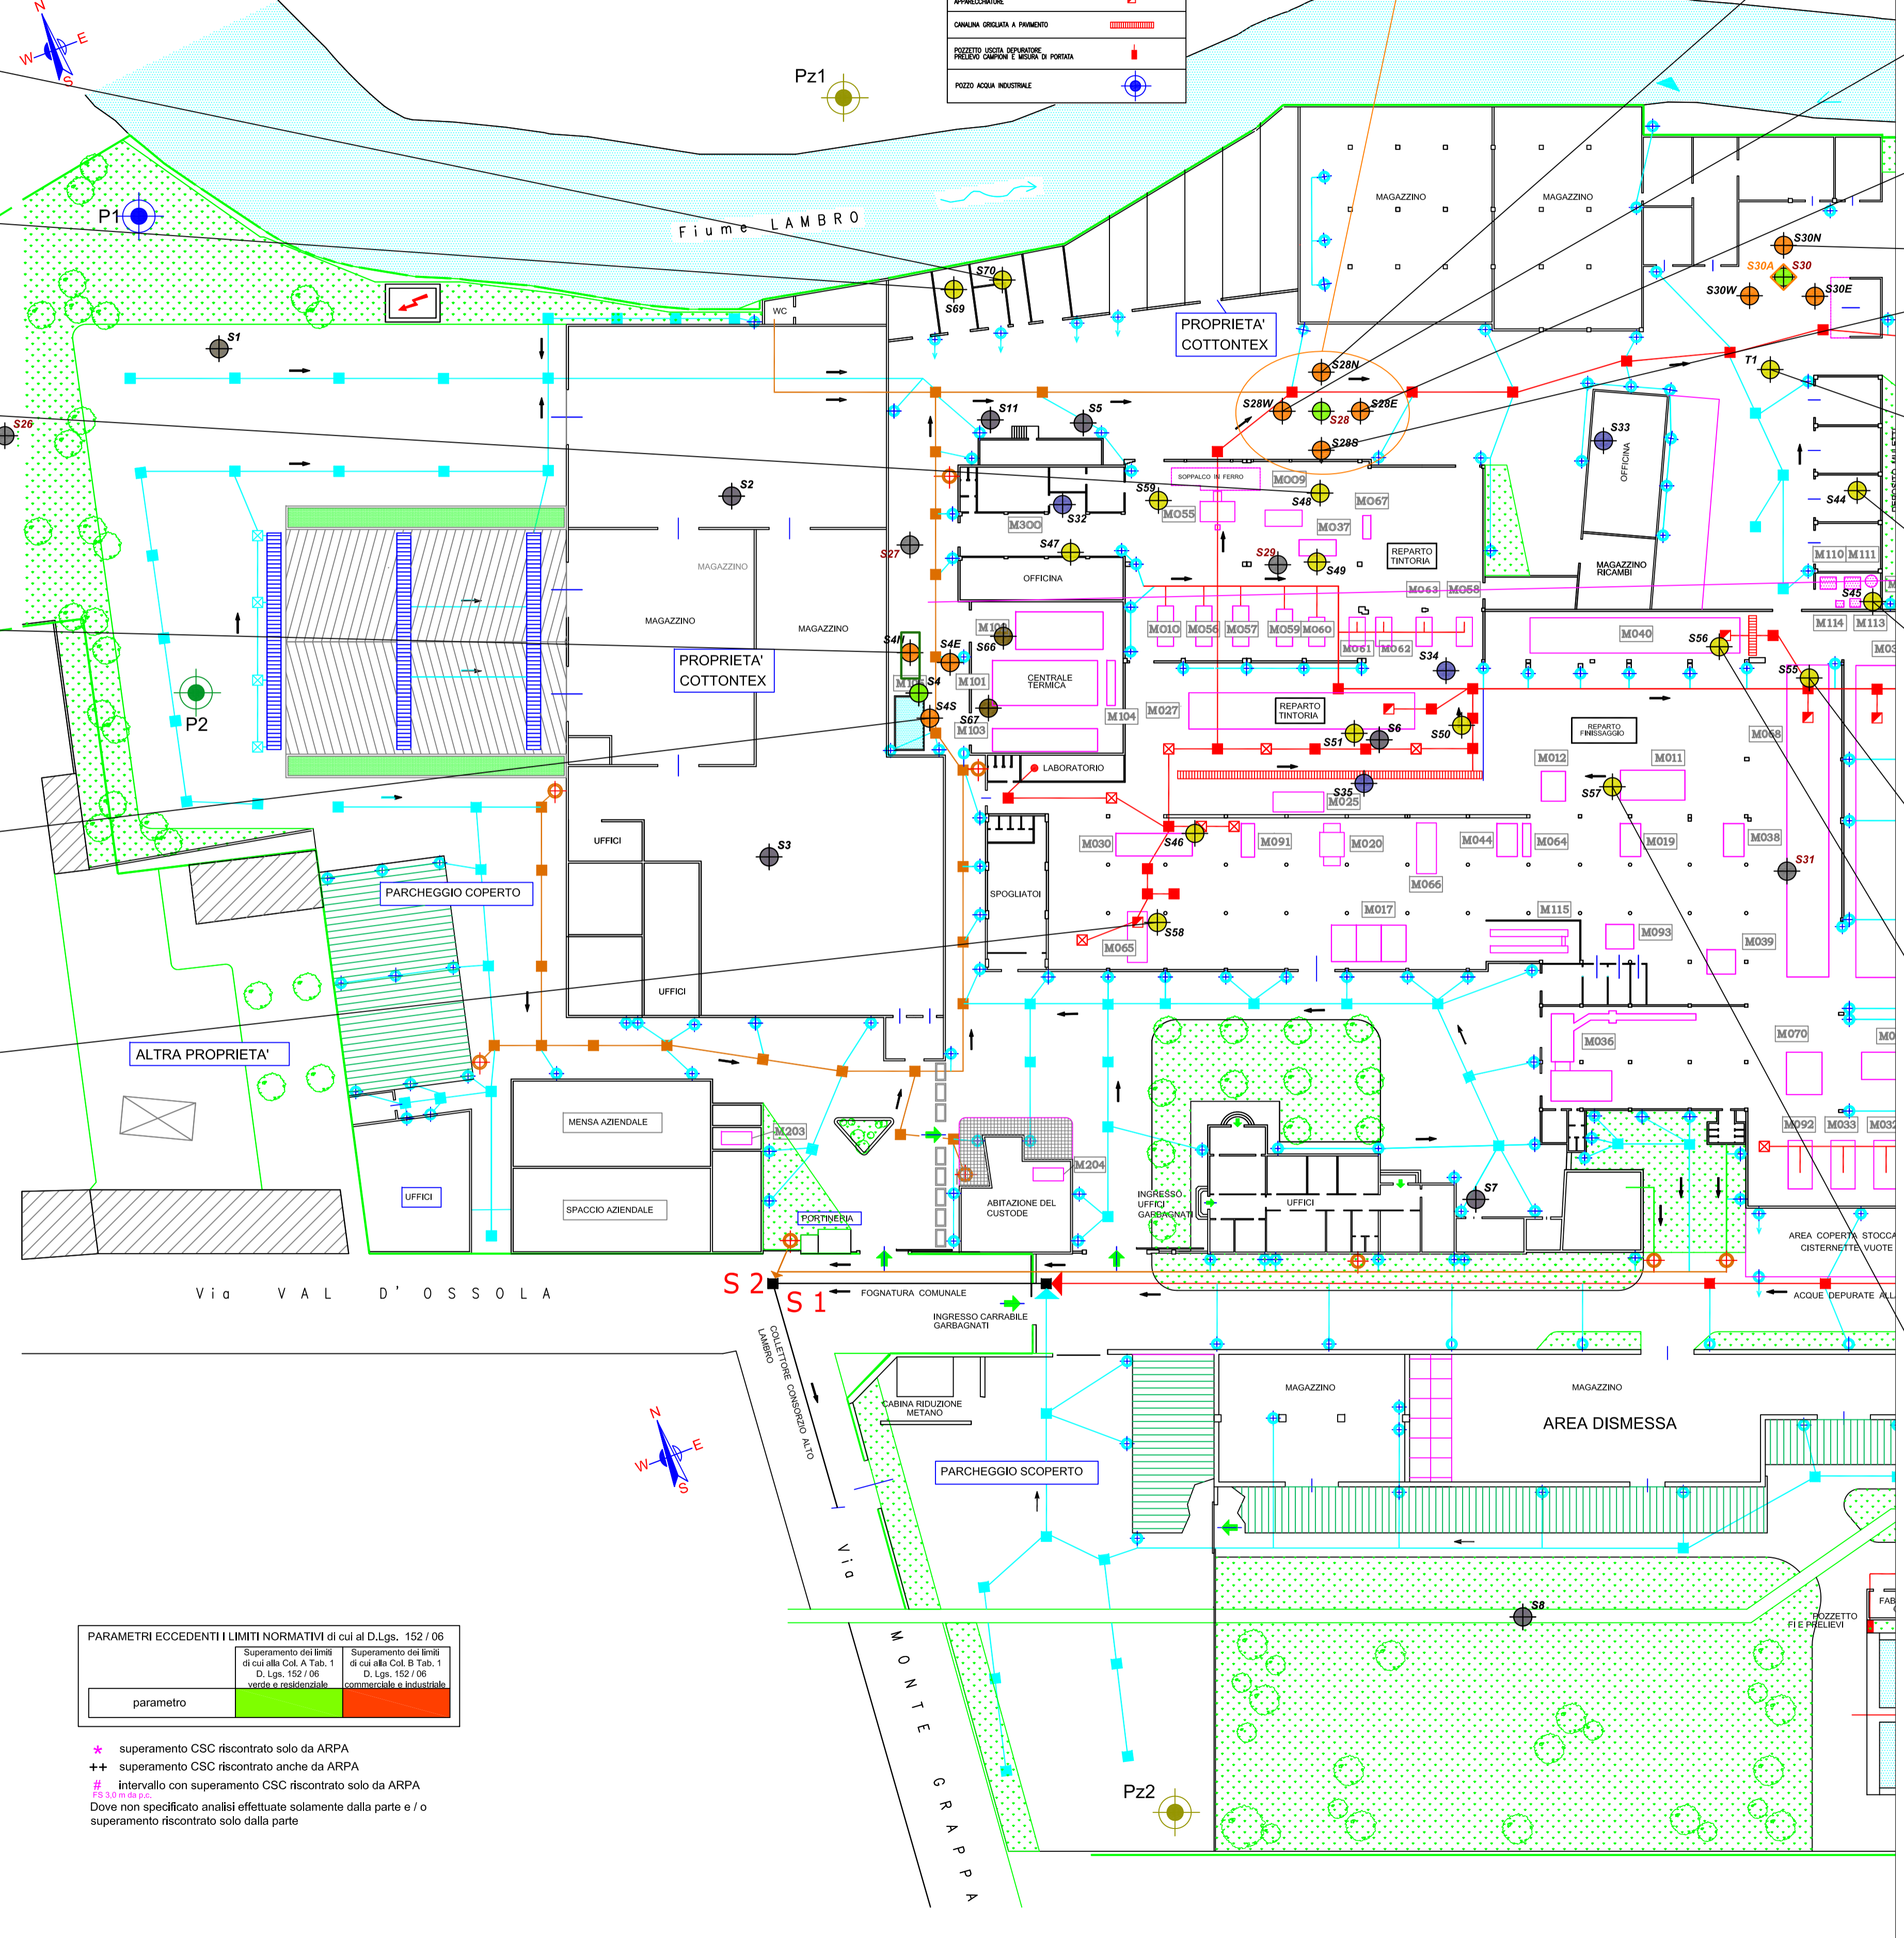 APPARECCHIATURE
CANALINA GRIGLIATA A PAVIMENTO
POZZETTO USCITA DEPURATORE
PRELIEVO CAMPIONI E MISURA DI PORTATA
POZZO ACQUA INDUSTRIALE
N
E
W
S
Pz1
P1
Fiume LAMBRO
MAGAZZINO
MAGAZZINO
S30N
S30A
S30
S30W
S30E
S70
S69
WC
PROPRIETA'
COTTONTEX
S1
T1
S28N
S28W
S28
S28E
S28S
S11
S5
S26
S33
OFFICINA
S2
SOPPALCO IN FERRO
M009
S59
S48
M067
M055
S44
M300
S32
M037
S27
S47
S29
S49
REPARTO
TINTORIA
M110
M111
MAGAZZINO
MAGAZZINO
RICAMBI
OFFICINA
M063
M058
S45
MAGAZZINO
MAGAZZINO
S4N
S4E
S66
M010
M056
M057
M059
M060
M061
M062
M040
S56
M114
M113
PROPRIETA'
COTTONTEX
S4
M101
CENTRALE
TERMICA
S34
S55
P2
S4S
S67
M103
M104
M027
REPARTO
TINTORIA
S51
S6
S50
REPARTO
FINISSAGGIO
M068
LABORATORIO
S35
M025
M012
M011
S57
UFFICI
S3
M030
S46
M091
M020
M044
M064
M019
M038
PARCHEGGIO COPERTO
SPOGLIATOI
M066
S31
M017
M115
M065
S58
M093
M039
UFFICI
ALTRA PROPRIETA'
M036
M070
MENSA AZIENDALE
M203
M092
M033
M032
M204
UFFICI
SPACCIO AZIENDALE
PORTINERIA
ABITAZIONE DEL
CUSTODE
INGRESSO
UFFICI
GARBAGNATI
UFFICI
S7
AREA COPERTA STOCCA
CISTERNETTE VUOTE
S 2
S 1
FOGNATURA COMUNALE
ACQUE DEPURATE ALL
Via VAL D'OSSOLA
INGRESSO CARRABILE
GARBAGNATI
COLLETTORE CONSORZIO ALTO
LAMBRO
CABINA RIDUZIONE
METANO
MAGAZZINO
MAGAZZINO
AREA DISMESSA
N
E
W
S
PARCHEGGIO SCOPERTO
Via MONTE GRAPPA
S8
FAB
POZZETTO
FI E PRELIEVI
PARAMETRI ECCEDENTI I LIMITI NORMATIVI di cui al D.Lgs. 152 / 06
Superamento dei limiti
di cui alla Col. A Tab. 1
D. Lgs. 152 / 06
verde e residenziale
Superamento dei limiti
di cui alla Col. B Tab. 1
D. Lgs. 152 / 06
commerciale e industriale
parametro
* superamento CSC riscontrato solo da ARPA
++ superamento CSC riscontrato anche da ARPA
# intervallo con superamento CSC riscontrato solo da ARPA
FS 3,0 m da p.c.
Dove non specificato analisi effettuate solamente dalla parte e / o
superamento riscontrato solo dalla parte
Pz2